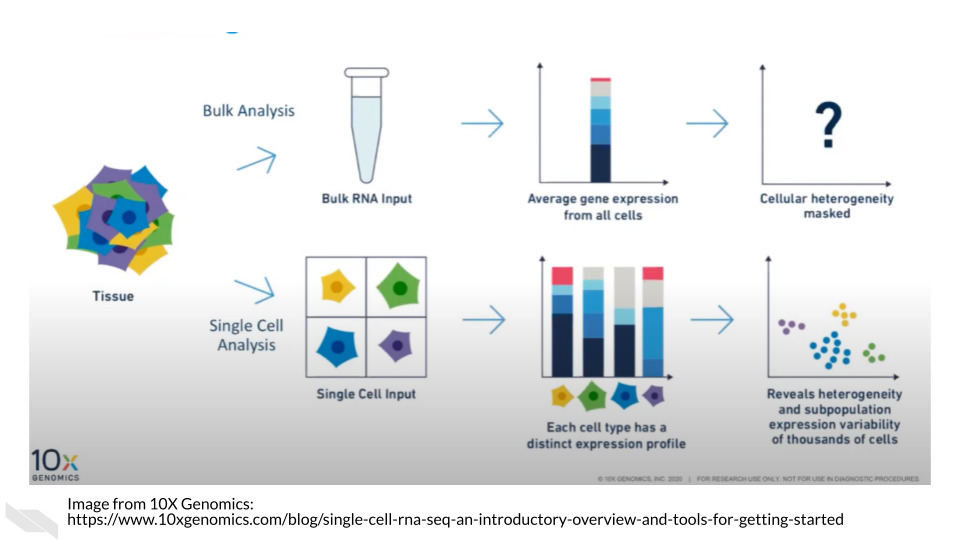 Bulk Analysis
Bulk RNA Input
Average gene expression
from all cells
?
Cellular heterogeneity
masked
Tissue
Single Cell
Analysis
Single Cell Input
Each cell type has a
distinct expression profile
Reveals heterogeneity
and subpopulation
expression variability
of thousands of cells
10x
GENOMICS
© 10X GENOMICS, INC. 2020 | FOR RESEARCH USE ONLY. NOT FOR USE IN DIAGNOSTIC PROCEDURES.
Image from 10X Genomics:
https://www.10xgenomics.com/blog/single-cell-rna-seq-an-introductory-overview-and-tools-for-getting-started